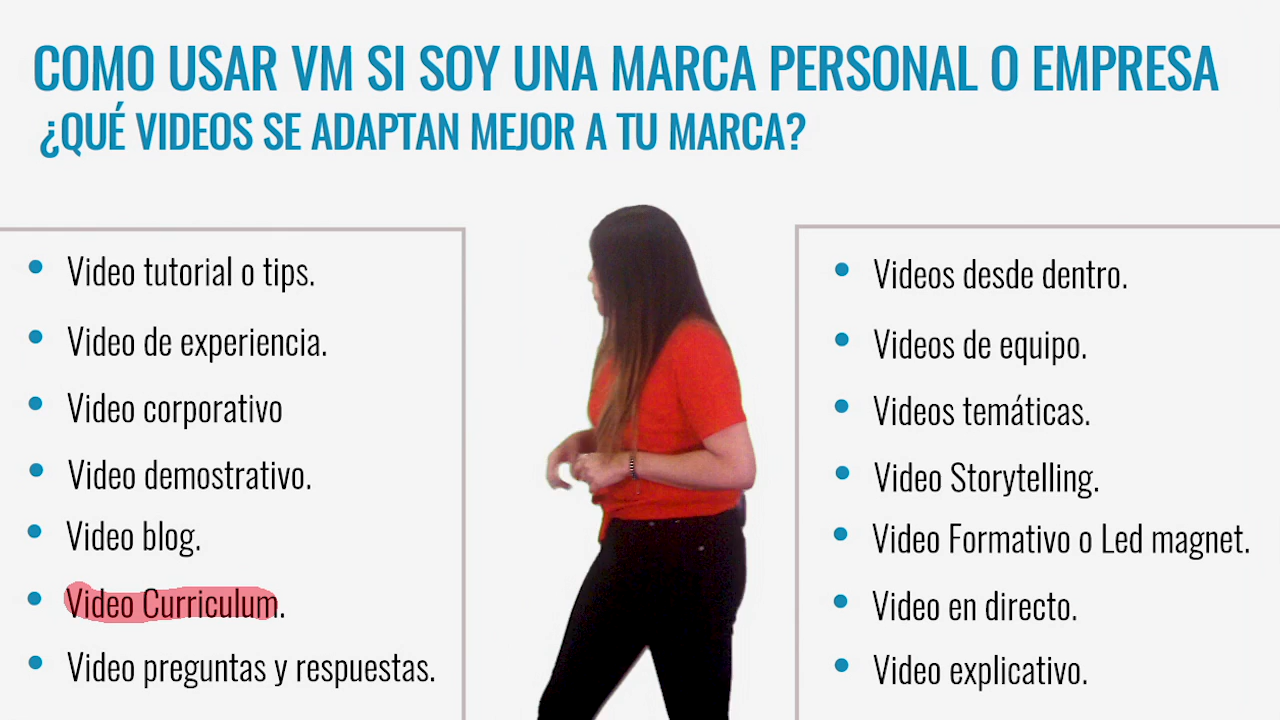 COMO USAR VM SI SOY UNA MARCA PERSONAL O EMPRESA
¿QUÉ VIDEOS SE ADAPTAN MEJOR A TU MARCA?
Video tutorial o tips.
Video de experiencia.
Video corporativo
Video demostrativo.
Video blog.
Video Curriculum.
Video preguntas y respuestas.
Videos desde dentro.
Videos de equipo.
Videos temáticas.
Video Storytelling.
Video Formativo o Led magnet.
Video en directo.
Video explicativo.